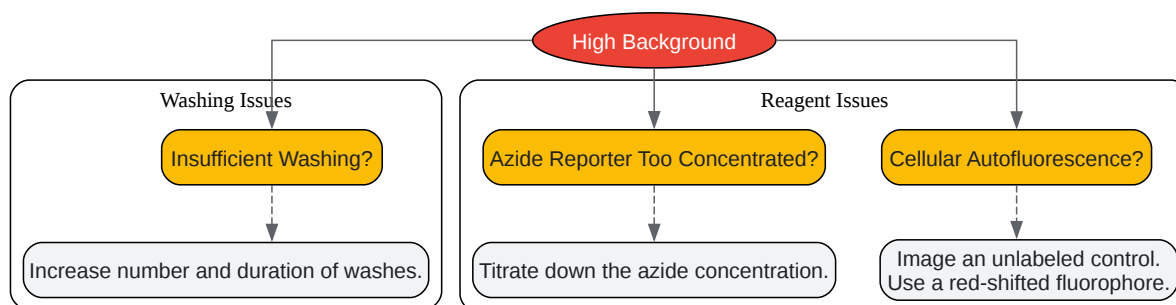 High Background
Washing Issues
Reagent Issues
Insufficient Washing?
Azide Reporter Too Concentrated?
Cellular Autofluorescence?
Increase number and duration of washes.
Titrate down the azide concentration.
Image an unlabeled control.
Use a red-shifted fluorophore.